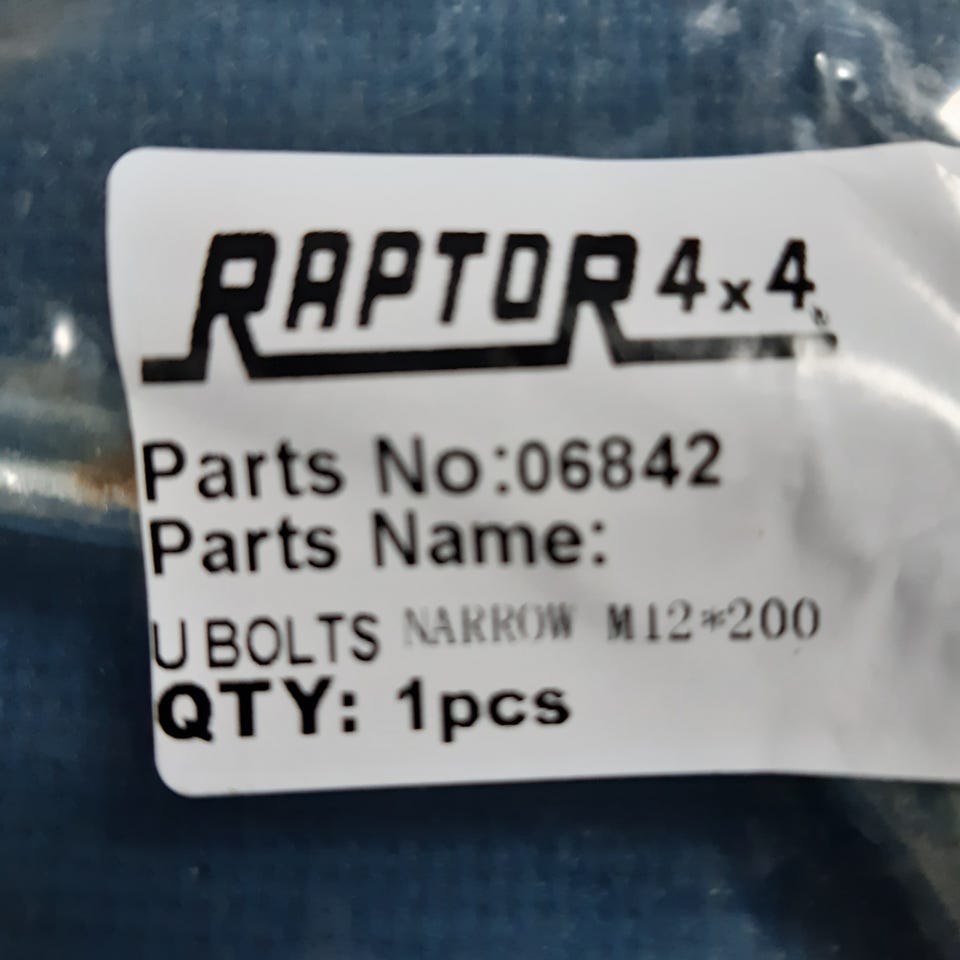 RAPTOR 4x4®
Parts No:06842
Parts Name:
U BOLTS NARROW M12*200
QTY: 1pcs